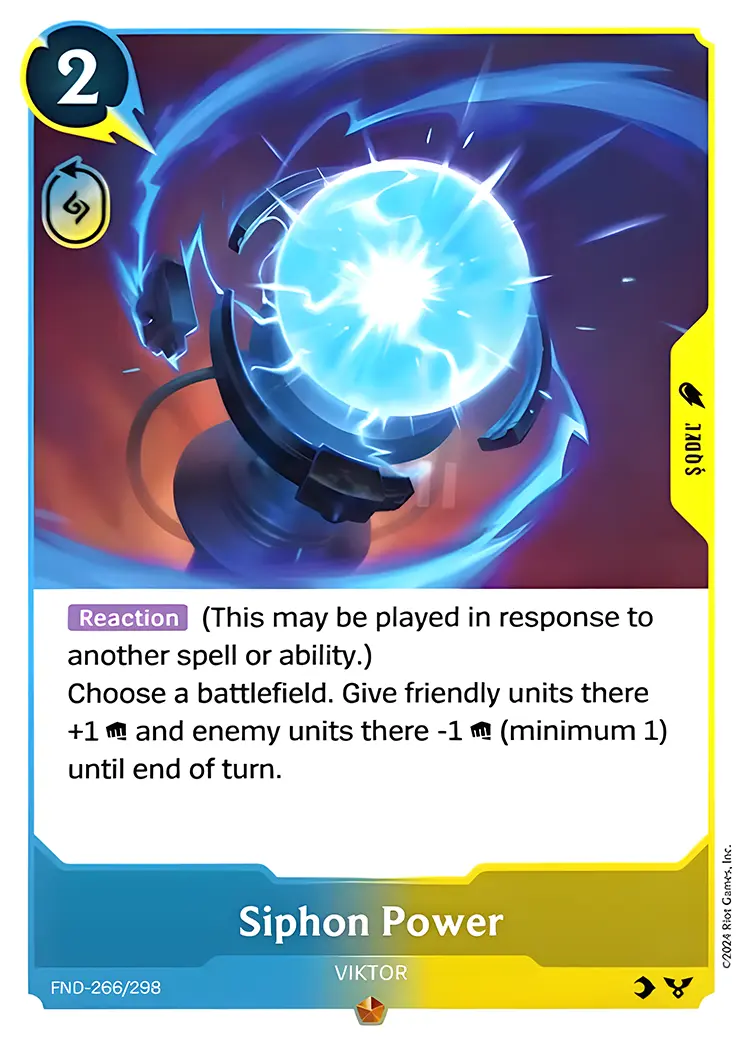 2
Reaction (This may be played in response to
another spell or ability.)
Choose a battlefield. Give friendly units there
+1 and enemy units there -1 (minimum 1)
until end of turn.
Siphon Power
VIKTOR
FND-266/298
©2024 Riot Games, Inc.